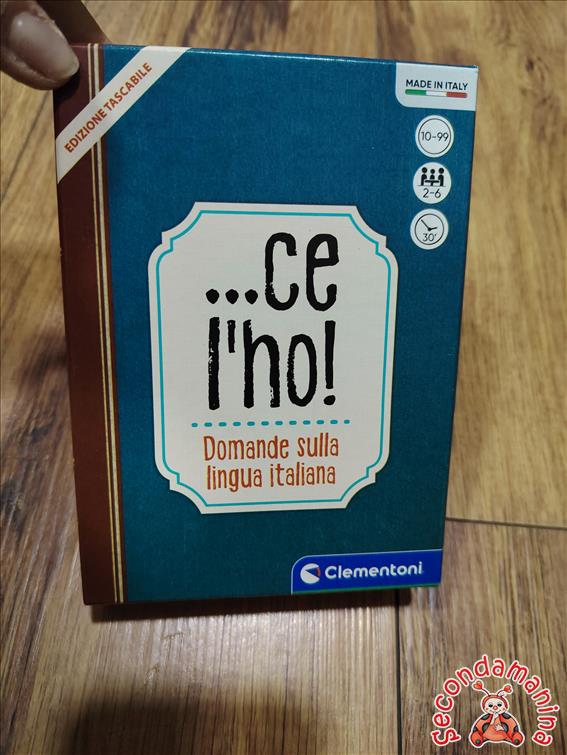 EDIZIONE TASCABILE
MADE IN ITALY
10-99
2-6
30'
...ce
l'ho!
Domande sulla
lingua italiana
Clementoni
secondamanina